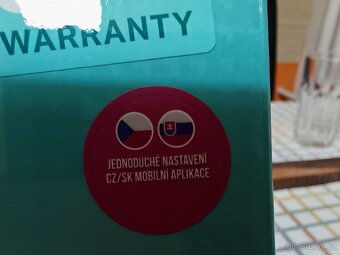 WARRANTY
JEDNODUCHÉ NASTAVENÍ
CZ/SK MOBILNÍ APLIKACE